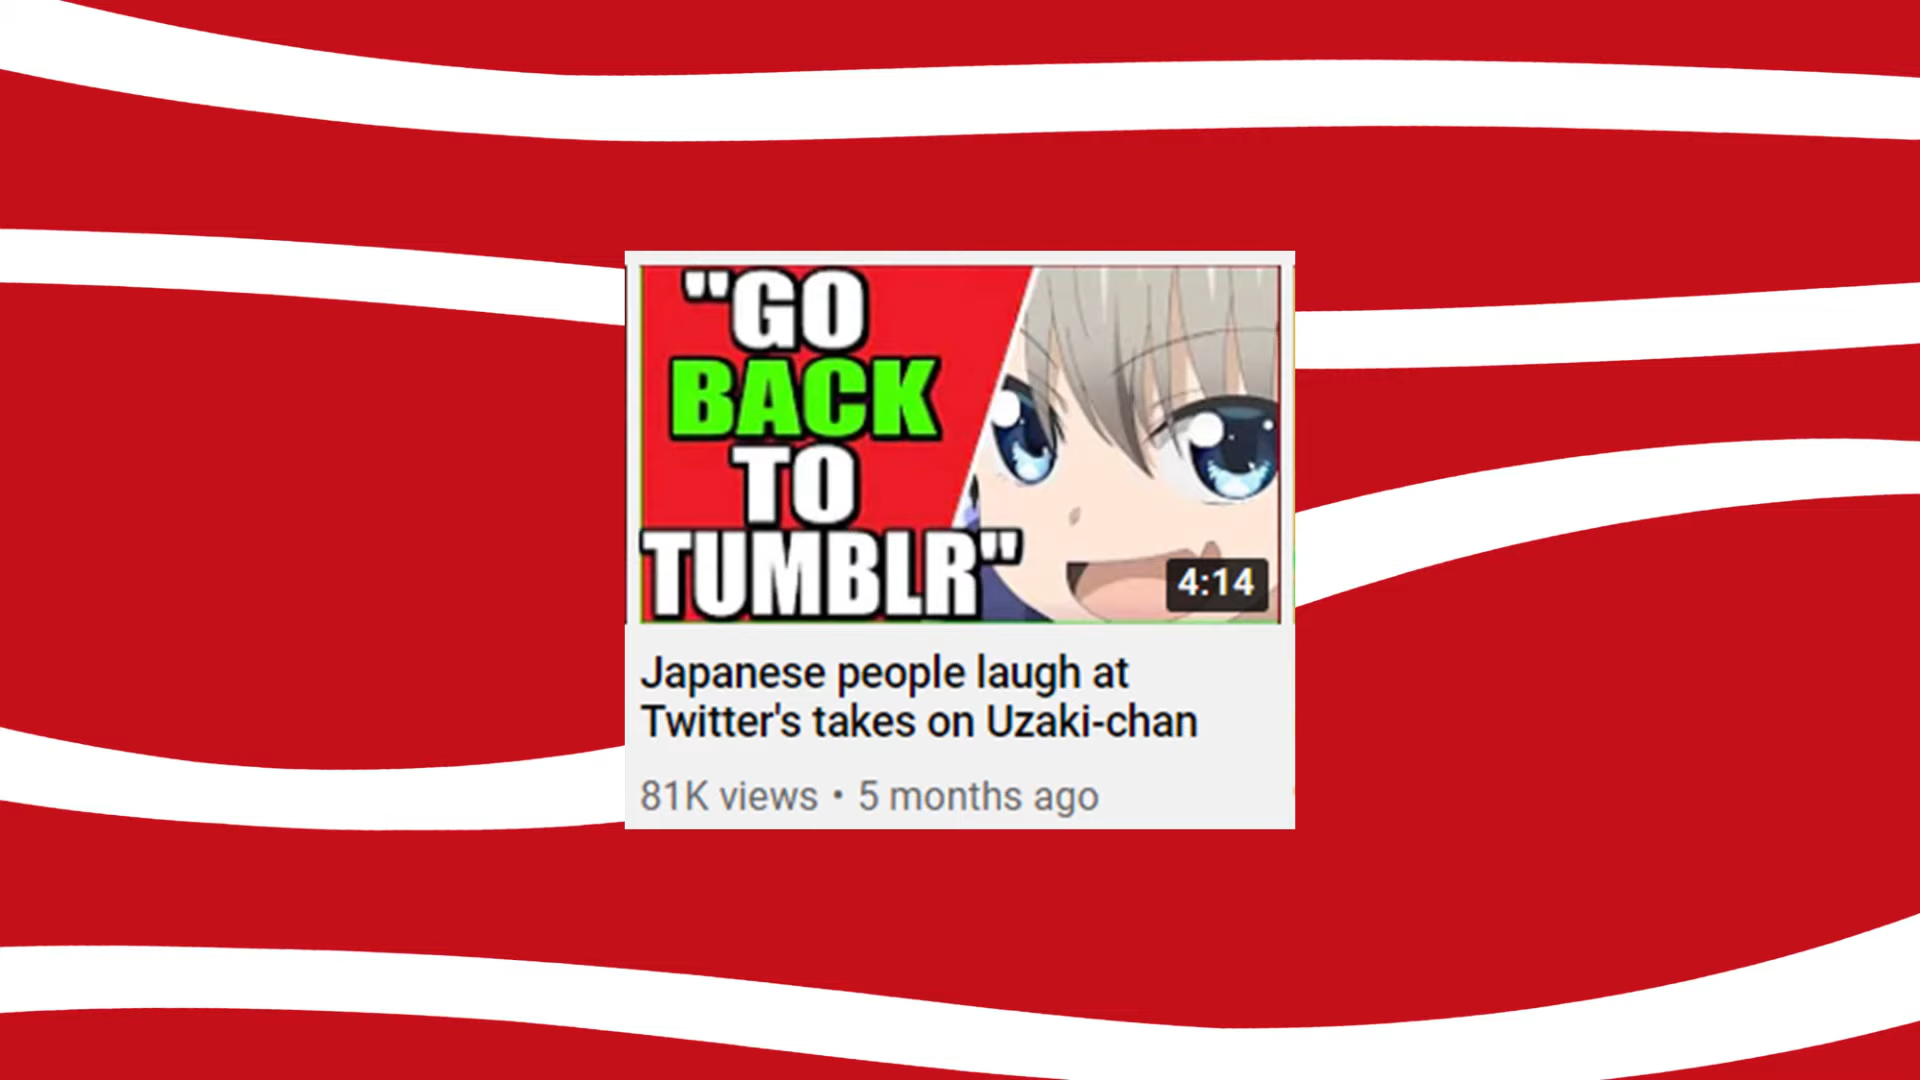 "GO
BACK
TO
TUMBLR"
4:14
Japanese people laugh at
Twitter's takes on Uzaki-chan
81K views • 5 months ago